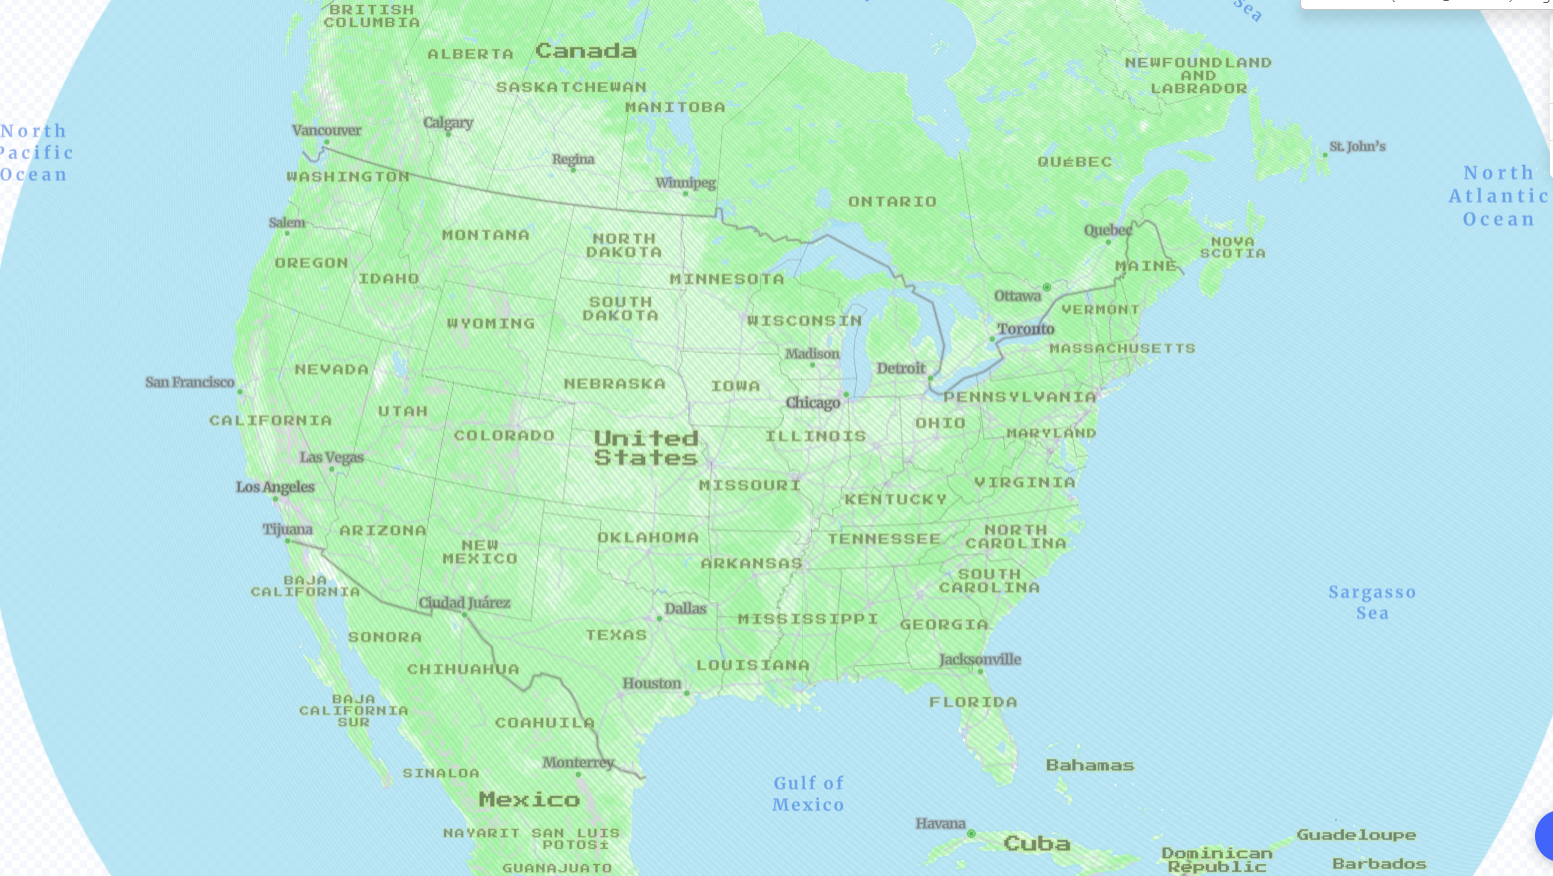 BRITISH
COLUMBIA
Sea
ALBERTA
Canada
NEWFOUNDLAND
AND
LABRADOR
SASKATCHEWAN
MANITOBA
North
Pacific
Ocean
Vancouver
Calgary
Regina
Winnipeg
QUéBEC
St. John's
WASHINGTON
ONTARIO
North
Atlantic
Ocean
Salem
MONTANA
NORTH
DAKOTA
Quebec
NOVA
SCOTIA
OREGON
IDAHO
MINNESOTA
MAINE
Ottawa
SOUTH
DAKOTA
VERMONT
WYOMING
WISCONSIN
Toronto
MASSACHUSETTS
Madison
Detroit
NEVADA
San Francisco
NEBRASKA
IOWA
Chicago
PENNSYLVANIA
CALIFORNIA
UTAH
COLORADO
United
States
ILLINOIS
OHIO
MARYLAND
Las Vegas
Los Angeles
MISSOURI
KENTUCKY
VIRGINIA
Tijuana
ARIZONA
NEW
MEXICO
OKLAHOMA
TENNESSEE
NORTH
CAROLINA
ARKANSAS
BAJA
CALIFORNIA
SOUTH
CAROLINA
Sargasso
Sea
Ciudad Juárez
Dallas
MISSISSIPPI
GEORGIA
SONORA
TEXAS
CHIHUAHUA
LOUISIANA
Jacksonville
Houston
BAJA
CALIFORNIA
SUR
FLORIDA
COAHUILA
Monterrey
SINALOA
Gulf of
Mexico
Bahamas
Mexico
NAYARIT
SAN LUIS
POTOSí
Havana
Cuba
Guadeloupe
Dominican
Republic
Barbados
GUANAJUATO